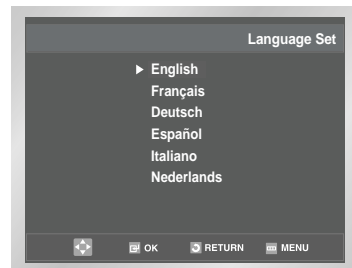 Language Set
► English
Français
Deutsch
Español
Italiano
Nederlands
OK RETURN MENU